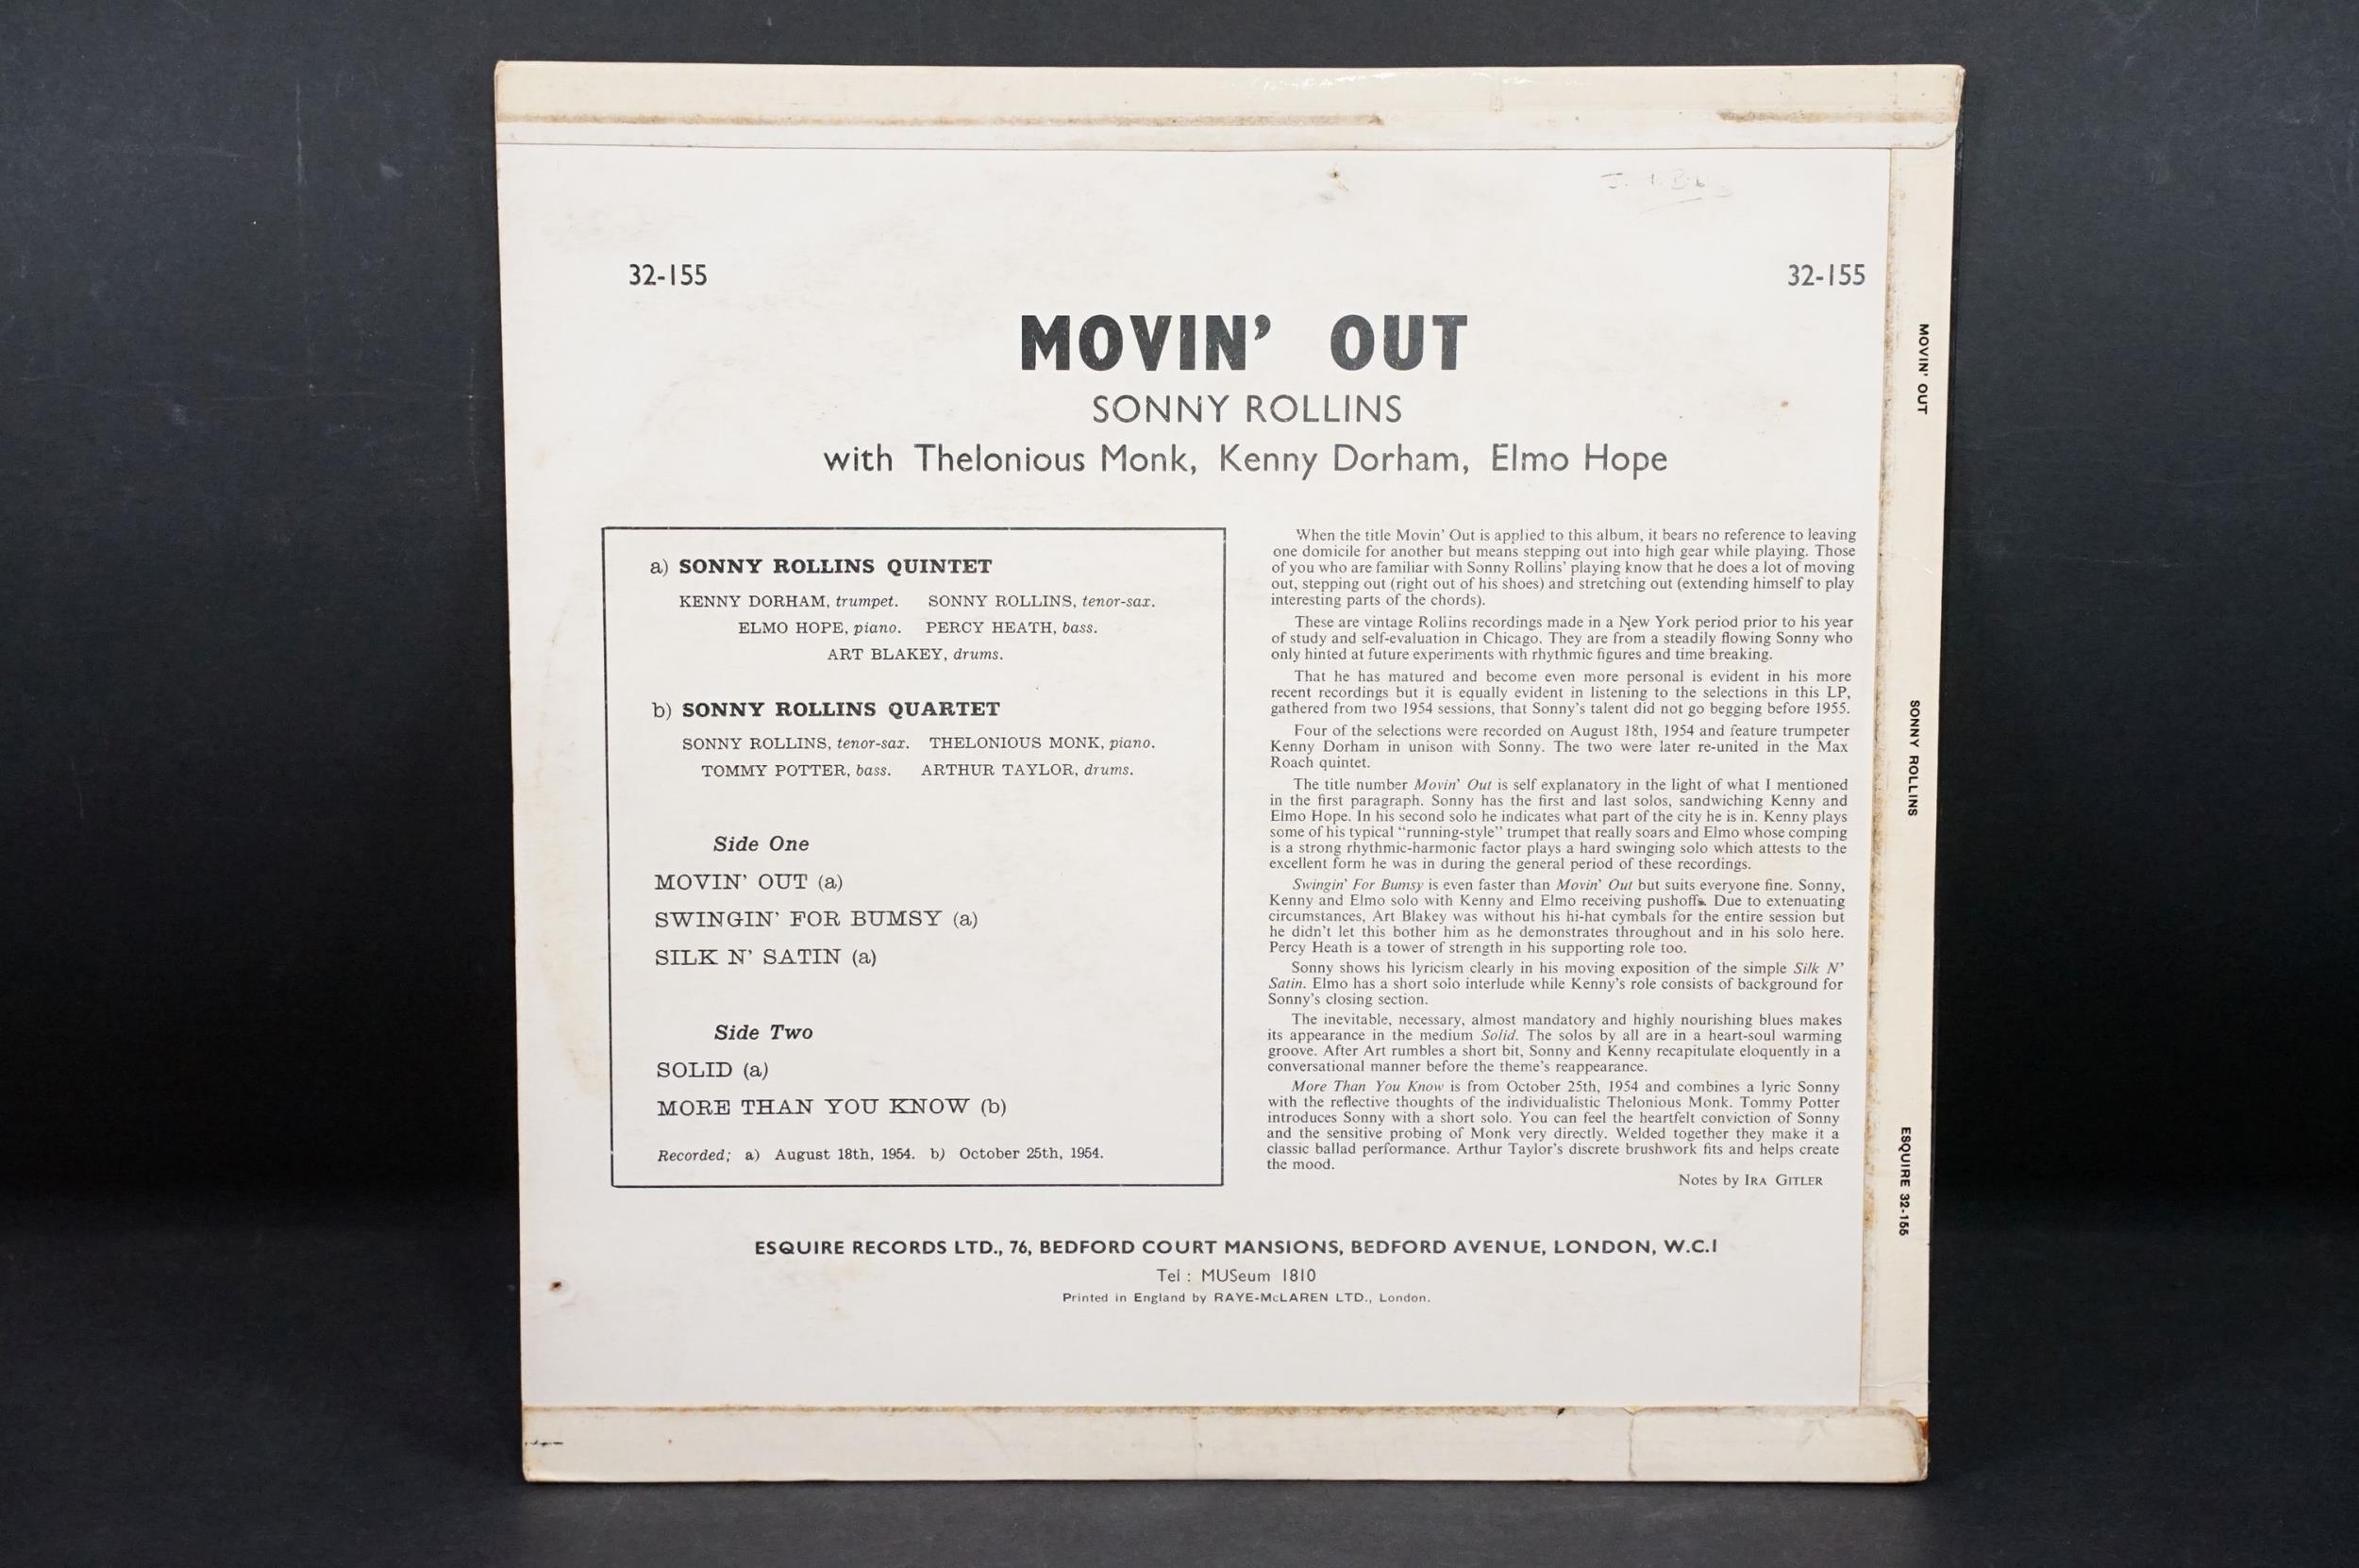 32-155 32-155
MOVIN' OUT
SONNY ROLLINS
with Thelonious Monk, Kenny Dorham, Elmo Hope
a) SONNY ROLLINS QUINTET
KENNY DORHAM, trumpet. SONNY ROLLINS, tenor-sax.
ELMO HOPE, piano. PERCY HEATH, bass.
ART BLAKEY, drums.
b) SONNY ROLLINS QUARTET
SONNY ROLLINS, tenor-sax. THELONIOUS MONK, piano.
TOMMY POTTER, bass. ARTHUR TAYLOR, drums.
Side One
MOVIN' OUT (a)
SWINGIN' FOR BUMSY (a)
SILK N' SATIN (a)
Side Two
SOLID (a)
MORE THAN YOU KNOW (b)
Recorded; a) August 18th, 1954. b) October 25th, 1954.
When the title Movin' Out is applied to this album, it bears no reference to leaving
one domicile for another but means stepping out into high gear while playing. Those
of you who are familiar with Sonny Rollins' playing know that he does a lot of moving
out, stepping out (right out of his shoes) and stretching out (extending himself to play
interesting parts of the chords).
These are vintage Rollins recordings made in a New York period prior to his year
of study and self-evaluation in Chicago. They are from a steadily flowing Sonny who
only hinted at future experiments with rhythmic figures and time breaking.
That he has matured and become even more personal is evident in his more
recent recordings but it is equally evident in listening to the selections in this LP,
gathered from two 1954 sessions, that Sonny's talent did not go begging before 1955.
Four of the selections were recorded on August 18th, 1954 and feature trumpeter
Kenny Dorham in unison with Sonny. The two were later re-united in the Max
Roach quintet.
The title number Movin' Out is self explanatory in the light of what I mentioned
in the first paragraph. Sonny has the first and last solos, sandwiching Kenny and
Elmo Hope. In his second solo he indicates what part of the city he is in. Kenny plays
some of his typical "running-style" trumpet that really soars and Elmo whose comping
is a strong rhythmic-harmonic factor plays a hard swinging solo which attests to the
excellent form he was in during the general period of these recordings.
Swingin' For Bumsy is even faster than Movin' Out but suits everyone fine. Sonny,
Kenny and Elmo solo with Kenny and Elmo receiving pushoffs. Due to extenuating
circumstances, Art Blakey was without his hi-hat cymbals for the entire session but
he didn't let this bother him as he demonstrates throughout and in his solo here.
Percy Heath is a tower of strength in his supporting role too.
Sonny shows his lyricism clearly in his moving exposition of the simple Silk N'
Satin. Elmo has a short solo interlude while Kenny's role consists of background for
Sonny's closing section.
The inevitable, necessary, almost mandatory and highly nourishing blues makes
its appearance in the medium Solid. The solos by all are in a heart-soul warming
groove. After Art rumbles a short bit, Sonny and Kenny recapitulate eloquently in a
conversational manner before the theme's reappearance.
More Than You Know is from October 25th, 1954 and combines a lyric Sonny
with the reflective thoughts of the individualistic Thelonious Monk. Tommy Potter
introduces Sonny with a short solo. You can feel the heartfelt conviction of Sonny
and the sensitive probing of Monk very directly. Welded together they make it a
classic ballad performance. Arthur Taylor's discrete brushwork fits and helps create
the mood.
Notes by IRA GITLER
ESQUIRE RECORDS LTD., 76, BEDFORD COURT MANSIONS, BEDFORD AVENUE, LONDON, W.C.1
Tel : MUSeum 1810
Printed in England by RAYE-McLAREN LTD., London.
MOVIN' OUT
SONNY ROLLINS
ESQUIRE 32-155